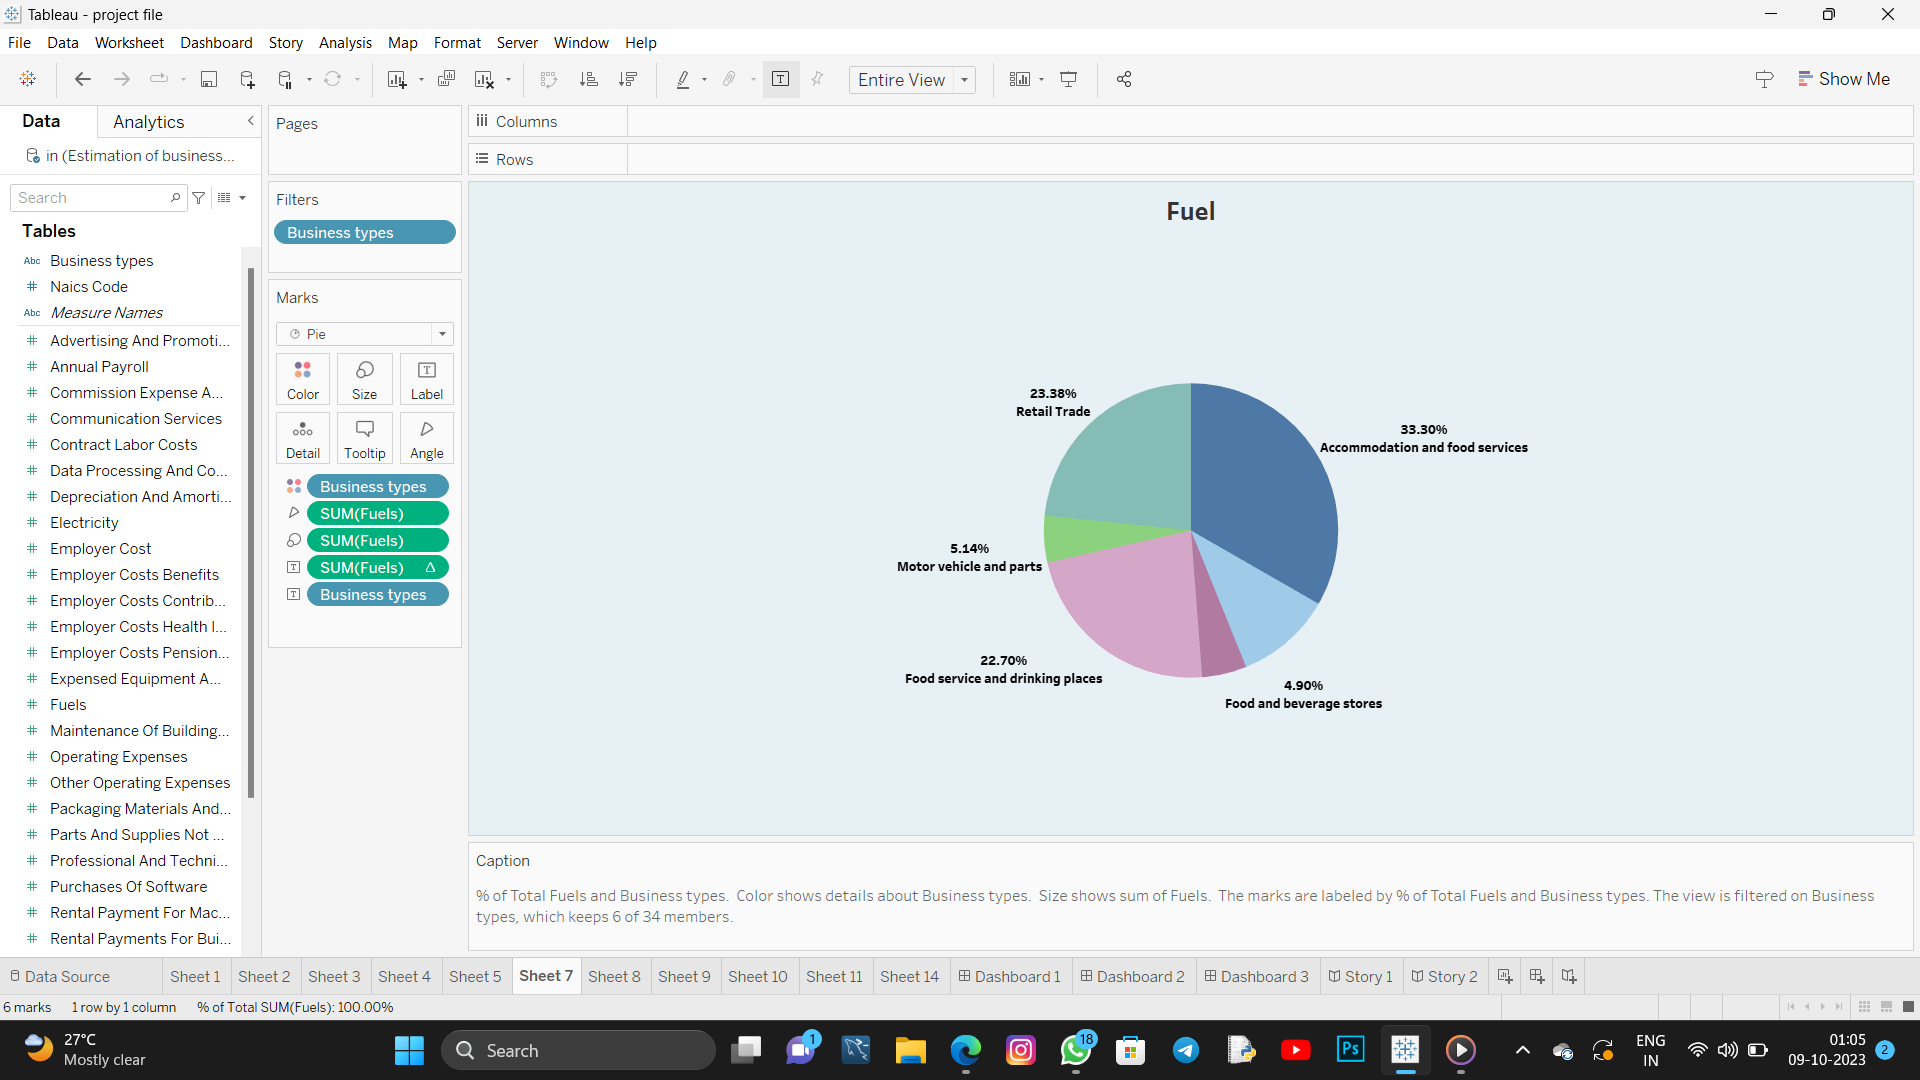 Tableau - project file
File Data Worksheet Dashboard Story Analysis Map Format Server Window Help
Entire View
Show Me
Data Analytics
in (Estimation of business...
Search
Tables
Abc Business types
# Naics Code
Abc Measure Names
# Advertising And Promoti...
# Annual Payroll
# Commission Expense A...
# Communication Services
# Contract Labor Costs
# Data Processing And Co...
# Depreciation And Amorti...
# Electricity
# Employer Cost
# Employer Costs Benefits
# Employer Costs Contrib...
# Employer Costs Health I...
# Employer Costs Pension...
# Expensed Equipment A...
# Fuels
# Maintenance Of Building...
# Operating Expenses
# Other Operating Expenses
# Packaging Materials And...
# Parts And Supplies Not ...
# Professional And Techni...
# Purchases Of Software
# Rental Payment For Mac...
# Rental Payments For Bui...
Pages
Filters
Business types
Marks
Pie
Color Size Label
Detail Tooltip Angle
Business types
SUM(Fuels)
SUM(Fuels)
SUM(Fuels) Δ
Business types
Columns
Rows
Fuel
23.38%
Retail Trade
33.30%
Accommodation and food services
5.14%
Motor vehicle and parts
22.70%
Food service and drinking places
4.90%
Food and beverage stores
Caption
% of Total Fuels and Business types. Color shows details about Business types. Size shows sum of Fuels. The marks are labeled by % of Total Fuels and Business types. The view is filtered on Business
types, which keeps 6 of 34 members.
Data Source Sheet 1 Sheet 2 Sheet 3 Sheet 4 Sheet 5 Sheet 7 Sheet 8 Sheet 9 Sheet 10 Sheet 11 Sheet 14 Dashboard 1 Dashboard 2 Dashboard 3 Story 1 Story 2
6 marks 1 row by 1 column % of Total SUM(Fuels): 100.00%
27°C
Mostly clear
Search
1
18
Ps
ENG
IN
01:05
09-10-2023
2